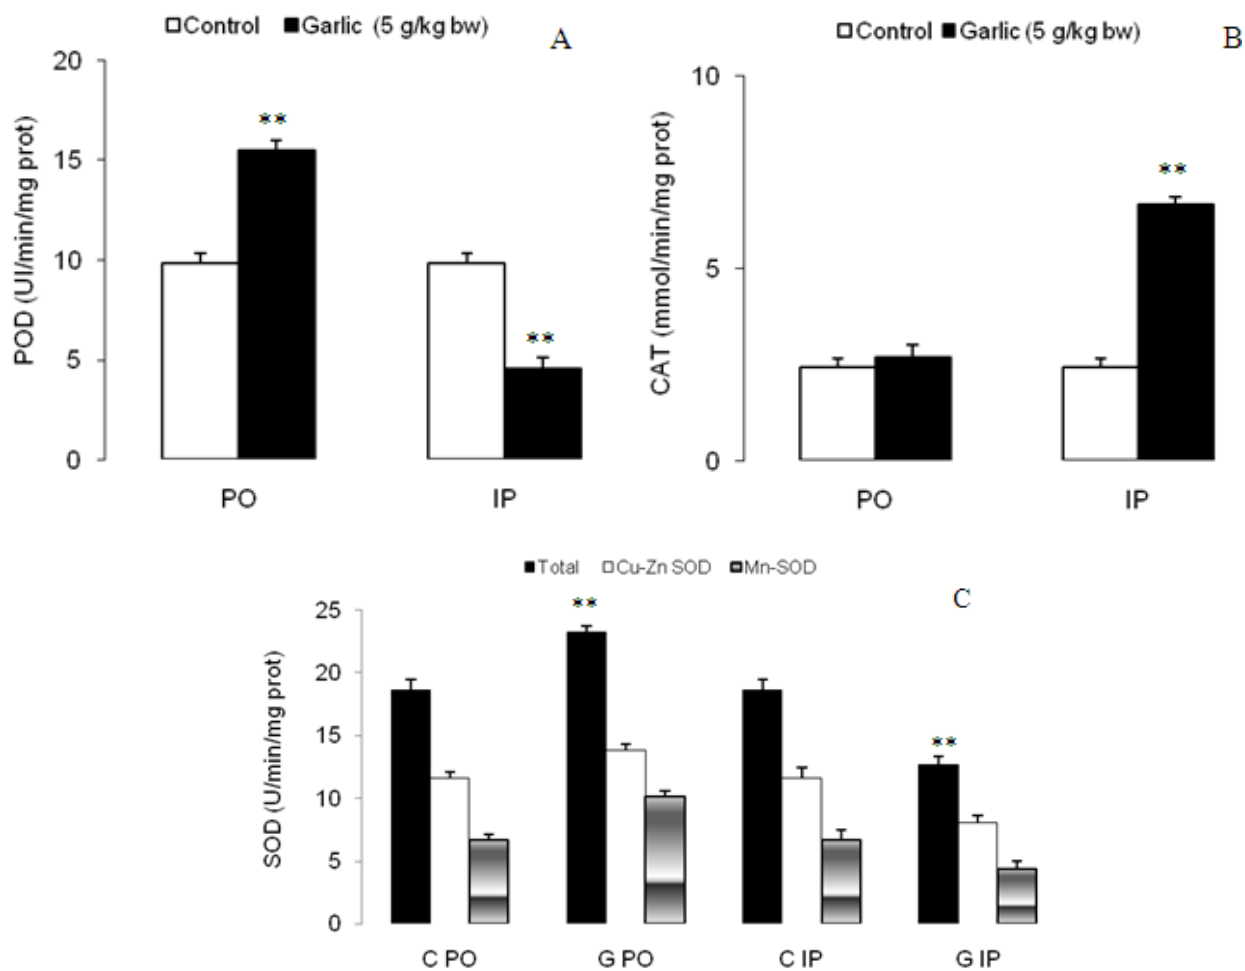 Control Garlic (5 g/kg bw)
A
POD (UI/min/mg prot)
20
15
10
5
0
**
**
PO IP
Control Garlic (5 g/kg bw)
B
CAT (mmol/min/mg prot)
10
5
0
**
PO IP
Total Cu-Zn SOD Mn-SOD
C
SOD (U/min/mg prot)
25
20
15
10
5
0
**
**
C PO G PO C IP G IP